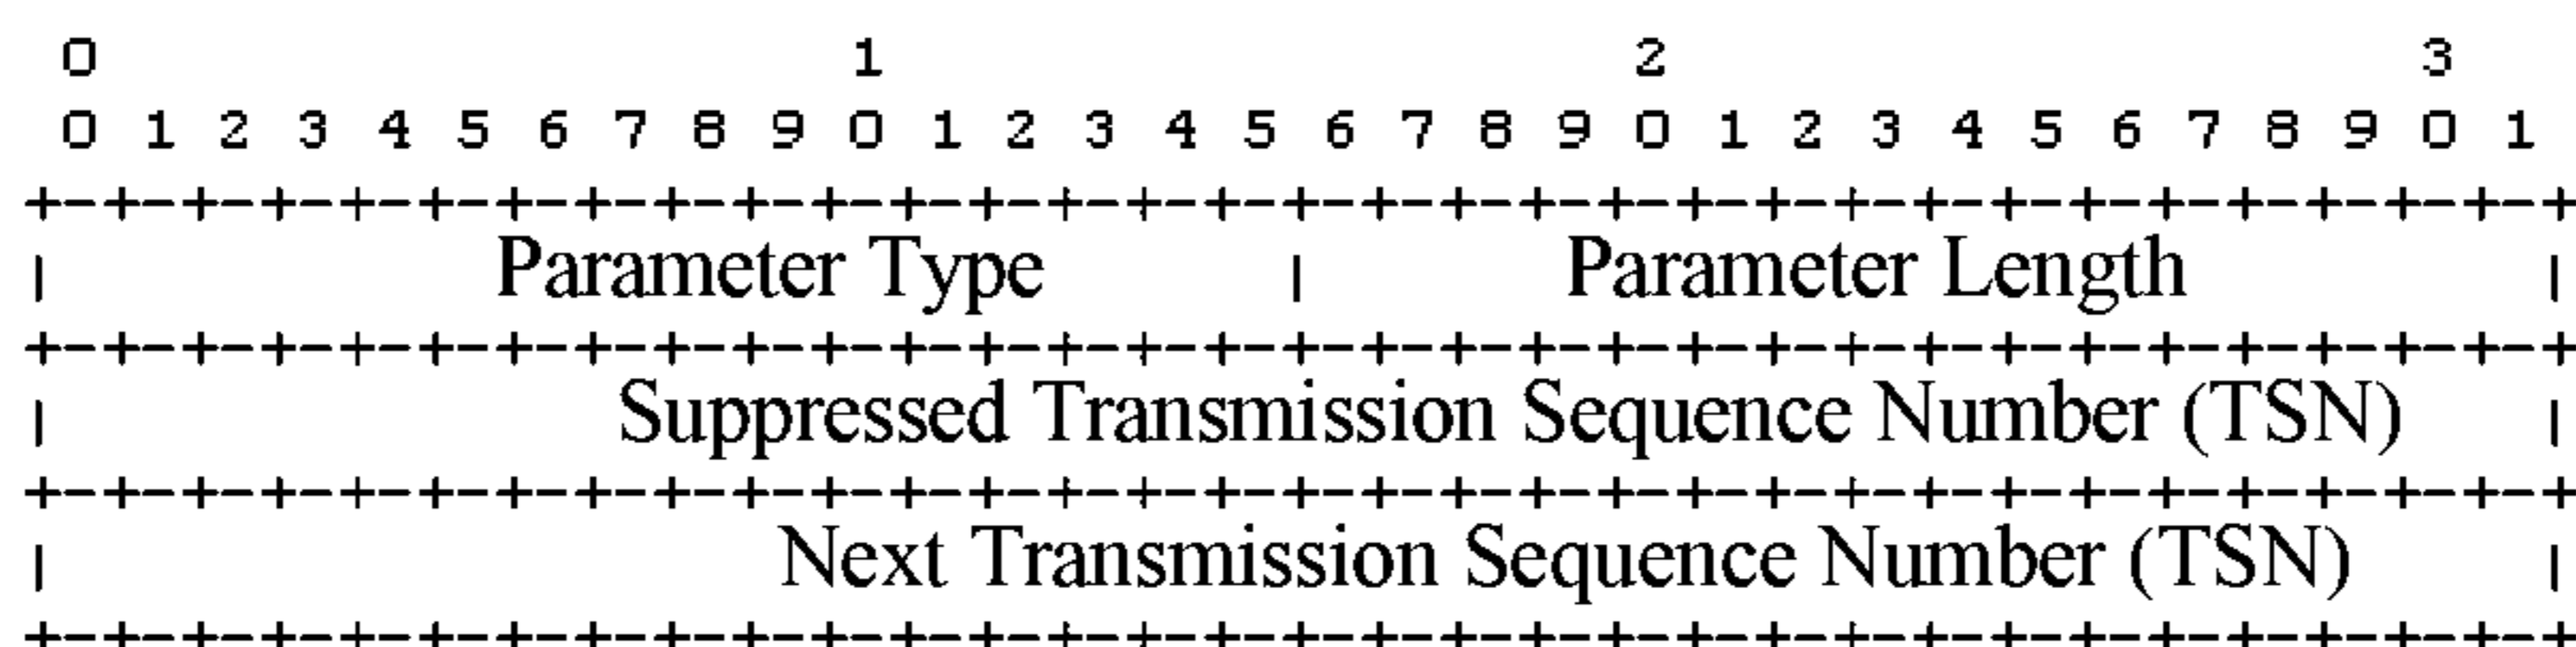 0 1 2 3
0 1 2 3 4 5 6 7 8 9 0 1 2 3 4 5 6 7 8 9 0 1 2 3 4 5 6 7 8 9 0 1
+-+-+-+-+-+-+-+-+-+-+-+-+-+-+-+-+-+-+-+-+-+-+-+-+-+-+-+-+-+-+-+-+
| Parameter Type | Parameter Length |
+-+-+-+-+-+-+-+-+-+-+-+-+-+-+-+-+-+-+-+-+-+-+-+-+-+-+-+-+-+-+-+-+
| Suppressed Transmission Sequence Number (TSN) |
+-+-+-+-+-+-+-+-+-+-+-+-+-+-+-+-+-+-+-+-+-+-+-+-+-+-+-+-+-+-+-+-+
| Next Transmission Sequence Number (TSN) |
+-+-+-+-+-+-+-+-+-+-+-+-+-+-+-+-+-+-+-+-+-+-+-+-+-+-+-+-+-+-+-+-+